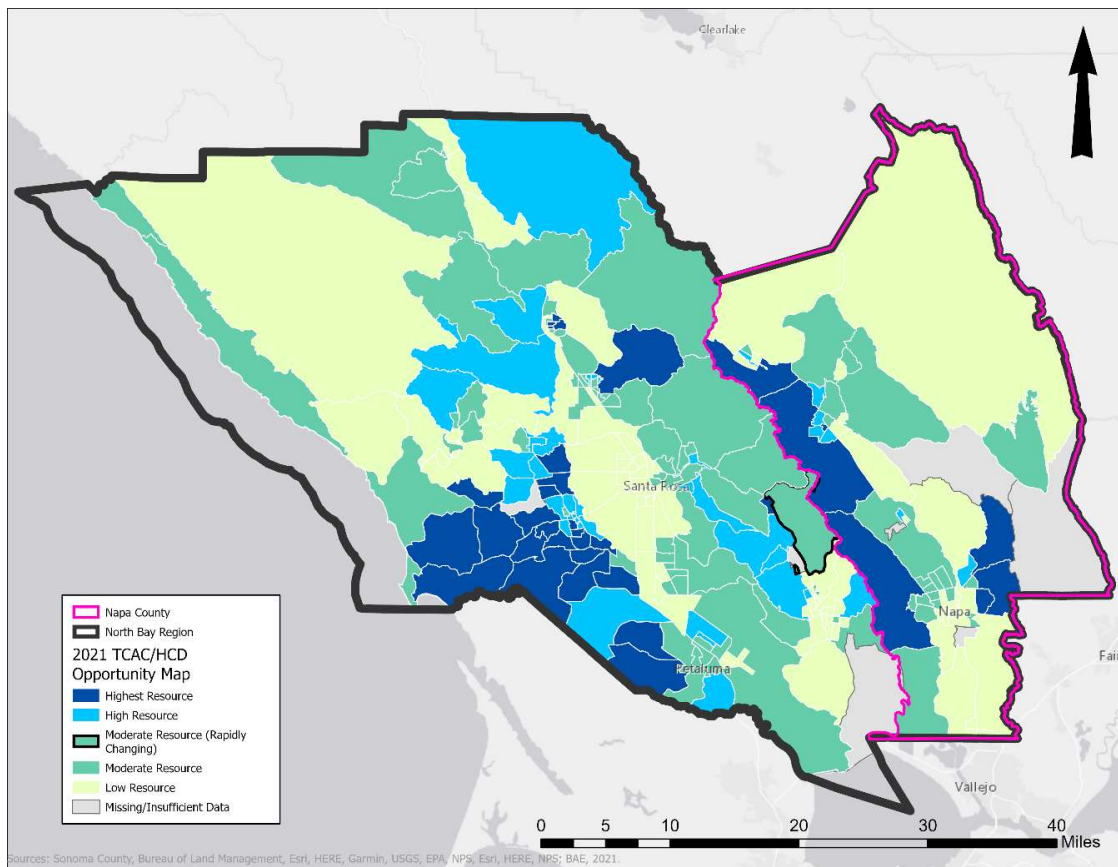 Clearlake
Santa Rosa
Napa
Petaluma
Fair
Vallejo
Napa County
North Bay Region
2021 TCAC/HCD
Opportunity Map
Highest Resource
High Resource
Moderate Resource (Rapidly
Changing)
Moderate Resource
Low Resource
Missing/Insufficient Data
0 5 10 20 30 40
Miles
Sources: Sonoma County, Bureau of Land Management, Esri, HERE, Garmin, USGS, EPA, NPS, Esri, HERE, NPS; BAE, 2021.